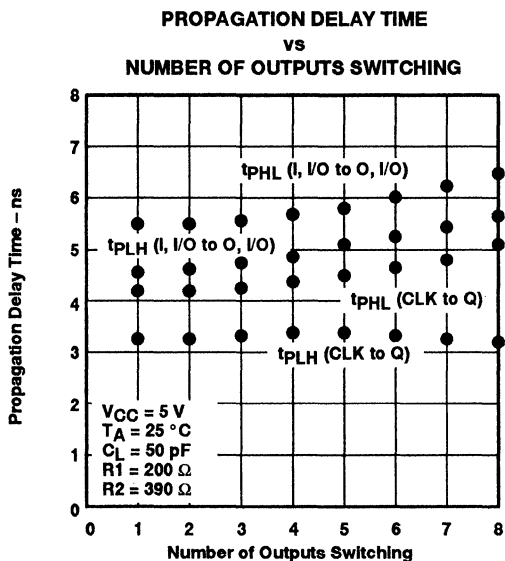 PROPAGATION DELAY TIME
vs
NUMBER OF OUTPUTS SWITCHING
Propagation Delay Time – ns
8
7
6
5
4
3
2
1
0
tPHL (I, I/O to O, I/O)
tPLH (I, I/O to O, I/O)
tPHL (CLK to Q)
tPLH (CLK to Q)
VCC = 5 V
TA = 25 °C
CL = 50 pF
R1 = 200 Ω
R2 = 390 Ω
0 1 2 3 4 5 6 7 8
Number of Outputs Switching